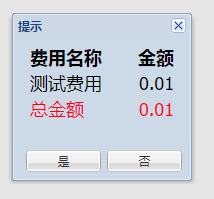 提示
费用名称 金额
测试费用 0.01
总金额 0.01
是 否